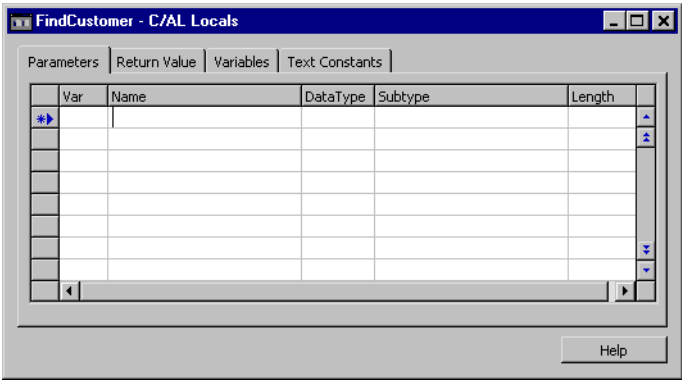 FindCustomer - C/AL Locals
Parameters Return Value Variables Text Constants
Var Name DataType Subtype Length
Help